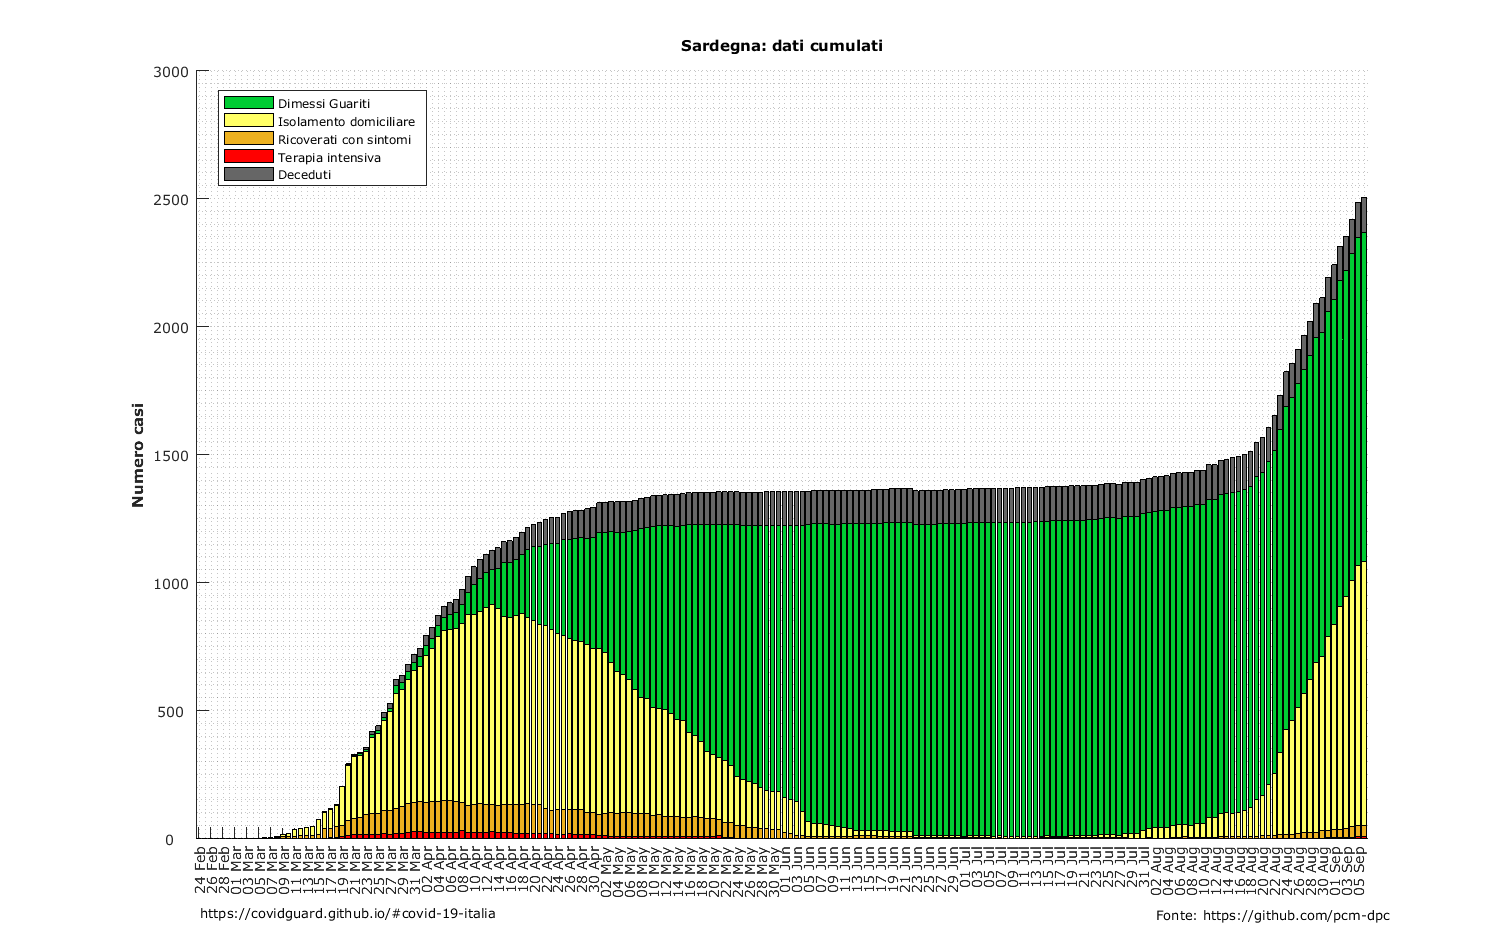 Sardegna: dati cumulati
3000
2500
2000
1500
1000
500
0
Numero casi
Dimessi Guariti
Isolamento domiciliare
Ricoverati con sintomi
Terapia intensiva
Deceduti
24 Feb
26 Feb
28 Feb
01 Mar
03 Mar
05 Mar
07 Mar
09 Mar
11 Mar
13 Mar
15 Mar
17 Mar
19 Mar
21 Mar
23 Mar
25 Mar
27 Mar
29 Mar
31 Mar
02 Apr
04 Apr
06 Apr
08 Apr
10 Apr
12 Apr
14 Apr
16 Apr
18 Apr
20 Apr
22 Apr
24 Apr
26 Apr
28 Apr
30 Apr
02 May
04 May
06 May
08 May
10 May
12 May
14 May
16 May
18 May
20 May
22 May
24 May
26 May
28 May
30 May
01 Jun
03 Jun
05 Jun
07 Jun
09 Jun
11 Jun
13 Jun
15 Jun
17 Jun
19 Jun
21 Jun
23 Jun
25 Jun
27 Jun
29 Jun
01 Jul
03 Jul
05 Jul
07 Jul
09 Jul
11 Jul
13 Jul
15 Jul
17 Jul
19 Jul
21 Jul
23 Jul
25 Jul
27 Jul
29 Jul
31 Jul
02 Aug
04 Aug
06 Aug
08 Aug
10 Aug
12 Aug
14 Aug
16 Aug
18 Aug
20 Aug
22 Aug
24 Aug
26 Aug
28 Aug
30 Aug
01 Sep
03 Sep
05 Sep
https://covidguard.github.io/#covid-19-italia
Fonte: https://github.com/pcm-dpc